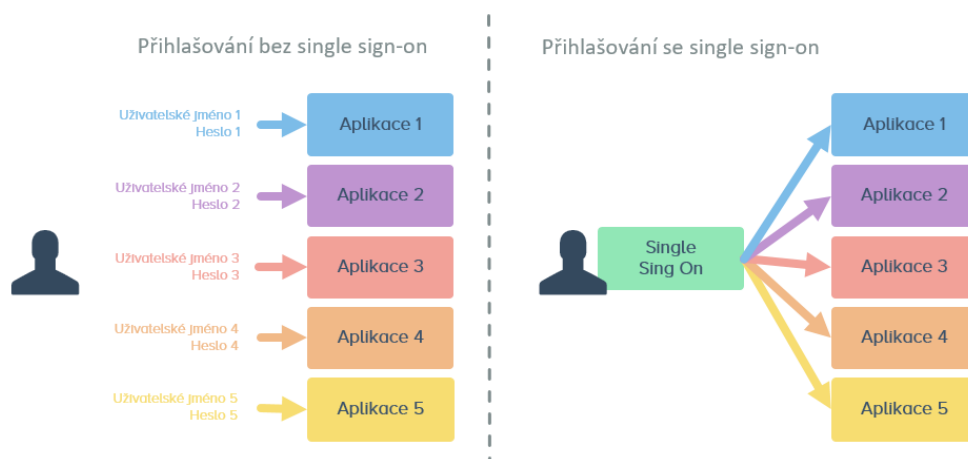 Přihlašování bez single sign-on
Uživatelské jméno 1
Heslo 1
Aplikace 1
Uživatelské jméno 2
Heslo 2
Aplikace 2
Uživatelské jméno 3
Heslo 3
Aplikace 3
Uživatelské jméno 4
Heslo 4
Aplikace 4
Uživatelské jméno 5
Heslo 5
Aplikace 5
Přihlašování se single sign-on
Single
Sing On
Aplikace 1
Aplikace 2
Aplikace 3
Aplikace 4
Aplikace 5